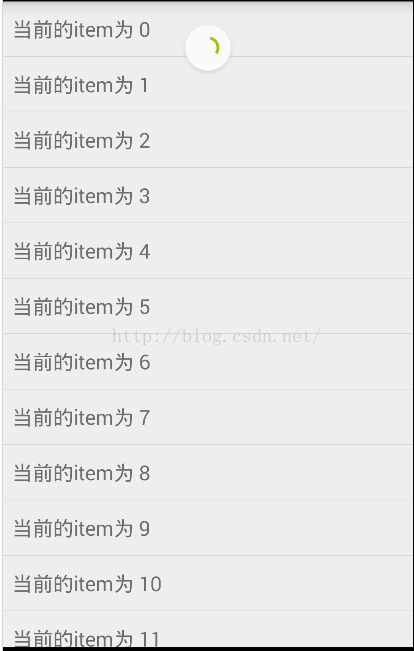 当前的item为 0
当前的item为 1
当前的item为 2
当前的item为 3
当前的item为 4
当前的item为 5
http://blog.csdn.net/
当前的item为 6
当前的item为 7
当前的item为 8
当前的item为 9
当前的item为 10
当前的item为 11